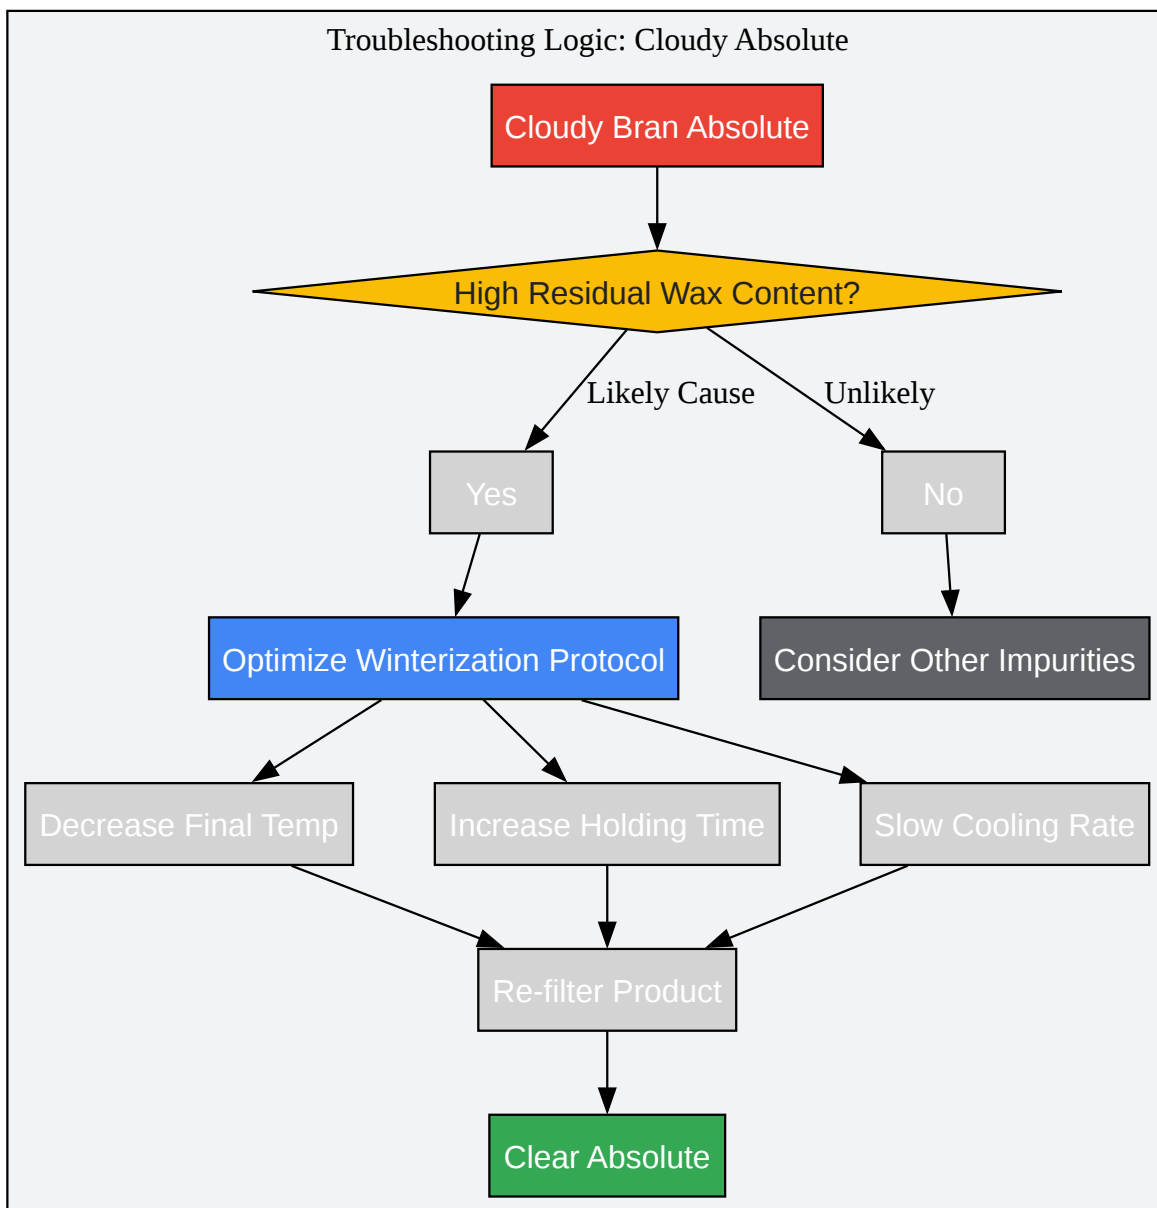 Troubleshooting Logic: Cloudy Absolute
Cloudy Bran Absolute
High Residual Wax Content?
Likely Cause
Unlikely
Yes
No
Optimize Winterization Protocol
Consider Other Impurities
Decrease Final Temp
Increase Holding Time
Slow Cooling Rate
Re-filter Product
Clear Absolute